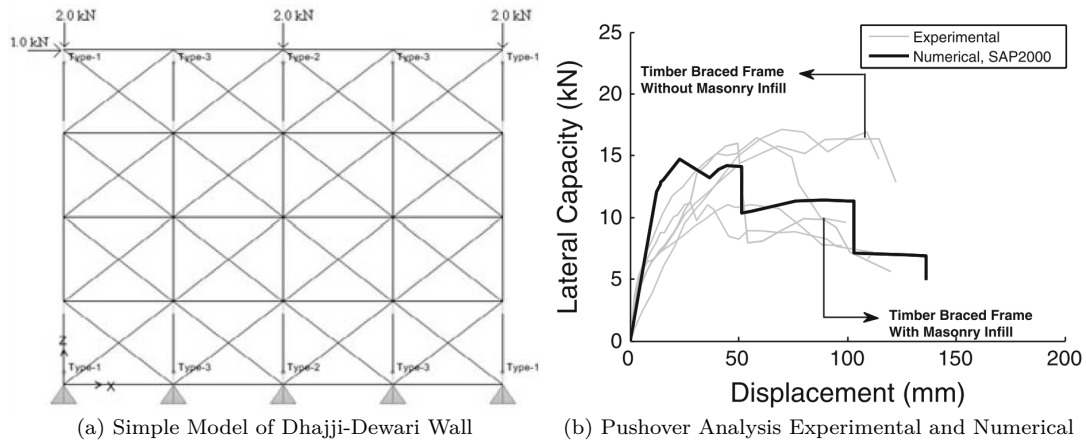 2.0 kN 2.0 kN 2.0 kN
1.0 kN
Type-1 Type-3 Type-2 Type-3 Type-1
Z
Type-1 Type-3 Type-2 Type-3 Type-1
X
(a) Simple Model of Dhajji-Dewari Wall
25
20
15
10
5
0
Lateral Capacity (kN)
Experimental
Numerical, SAP2000
Timber Braced Frame
Without Masonry Infill
Timber Braced Frame
With Masonry Infill
0 50 100 150 200
Displacement (mm)
(b) Pushover Analysis Experimental and Numerical